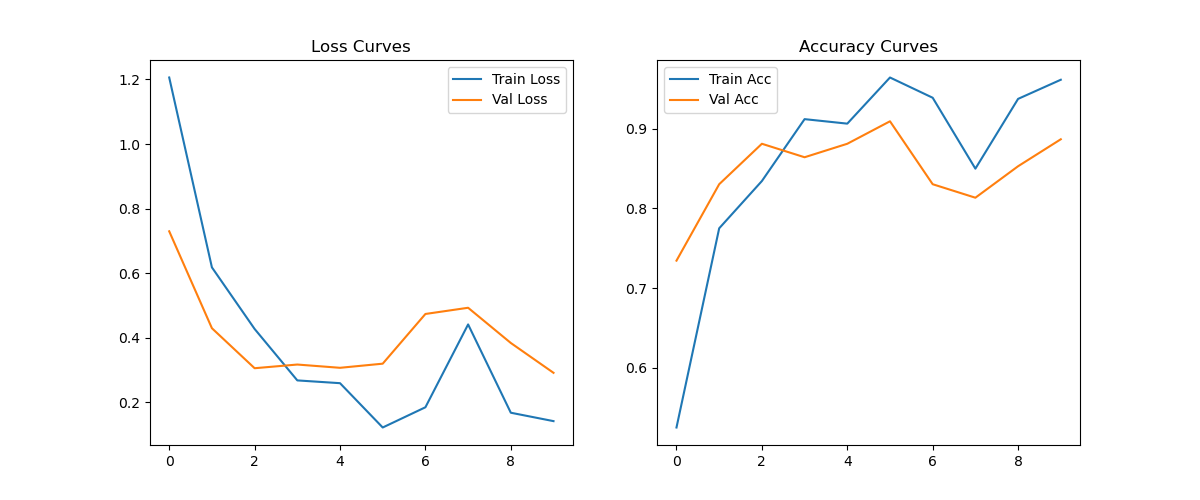 Loss Curves
Train Loss
Val Loss
1.2
1.0
0.8
0.6
0.4
0.2
0 2 4 6 8
Accuracy Curves
Train Acc
Val Acc
0.9
0.8
0.7
0.6
0 2 4 6 8